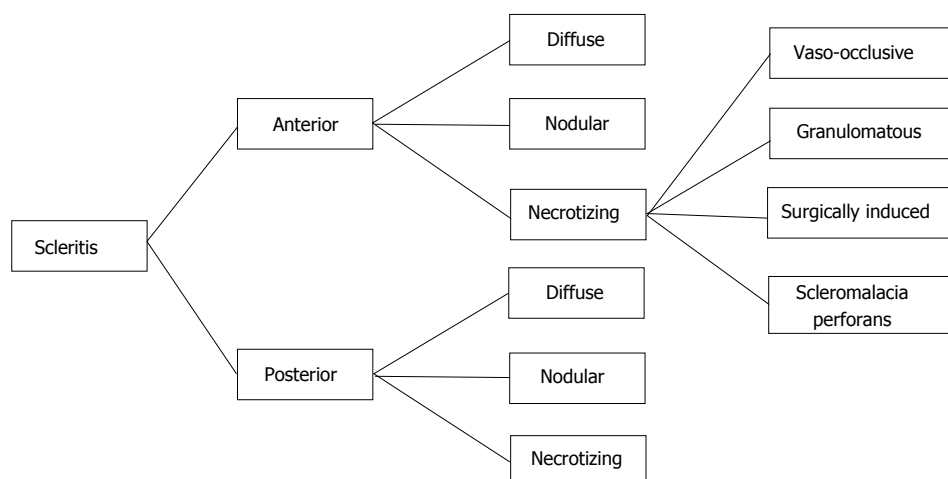 Scleritis
Anterior
Diffuse
Nodular
Necrotizing
Vaso-occlusive
Granulomatous
Surgically induced
Scleromalacia
perforans
Posterior
Diffuse
Nodular
Necrotizing